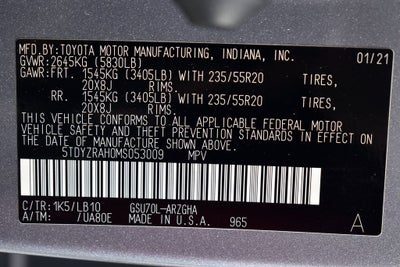 MFD.BY:TOYOTA MOTOR MANUFACTURING, INDIANA, INC.
GVWR:2645KG (5830LB) 01/21
GAWR:FRT. 1545KG (3405LB) WITH 235/55R20 TIRES,
20X8J RIMS.
RR. 1545KG (3405LB) WITH 235/55R20 TIRES,
20X8J RIMS.
THIS VEHICLE CONFORMS TO ALL APPLICABLE FEDERAL MOTOR
VEHICLE SAFETY AND THEFT PREVENTION STANDARDS IN EFFECT
ON THE DATE OF MANUFACTURE SHOWN ABOVE.
5TDYZRAH0MS053009 MPV
C/TR:1K5/LB10 GSU70L-ARZGHA
A/TM: /UA80E MADE IN U.S.A. 965 A